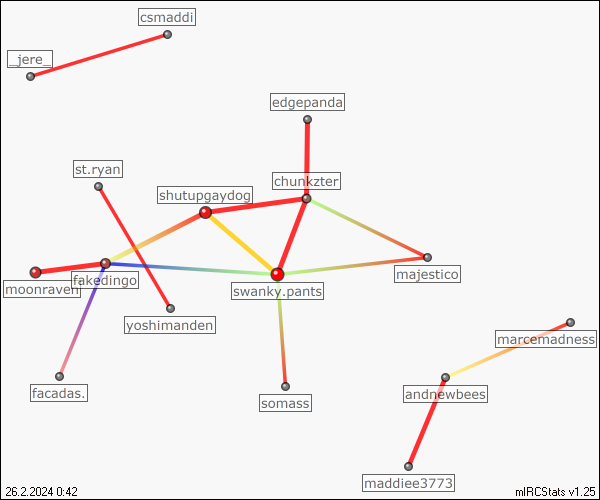 csmaddi
_jere_
edgepanda
st.ryan
chunkzter
shutupgaydog
majestico
fakedingo
moonraven
swanky.pants
yoshimanden
marcemadness
facadas.
andnewbees
somass
maddiee3773
26.2.2024 0:42
mIRCStats v1.25